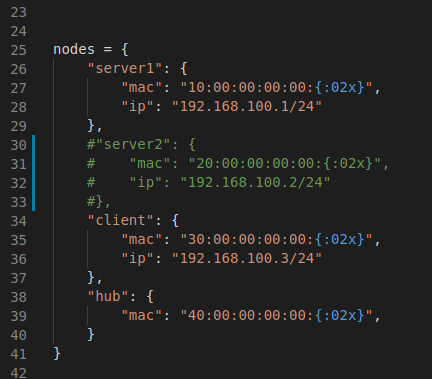 23
24
25 nodes = {
26     "server1": {
27         "mac": "10:00:00:00:00:{:02x}",
28         "ip": "192.168.100.1/24"
29     },
30     #"server2": {
31     #    "mac": "20:00:00:00:00:{:02x}",
32     #    "ip": "192.168.100.2/24"
33     #},
34     "client": {
35         "mac": "30:00:00:00:00:{:02x}",
36         "ip": "192.168.100.3/24"
37     },
38     "hub": {
39         "mac": "40:00:00:00:00:{:02x}",
40     }
41 }
42